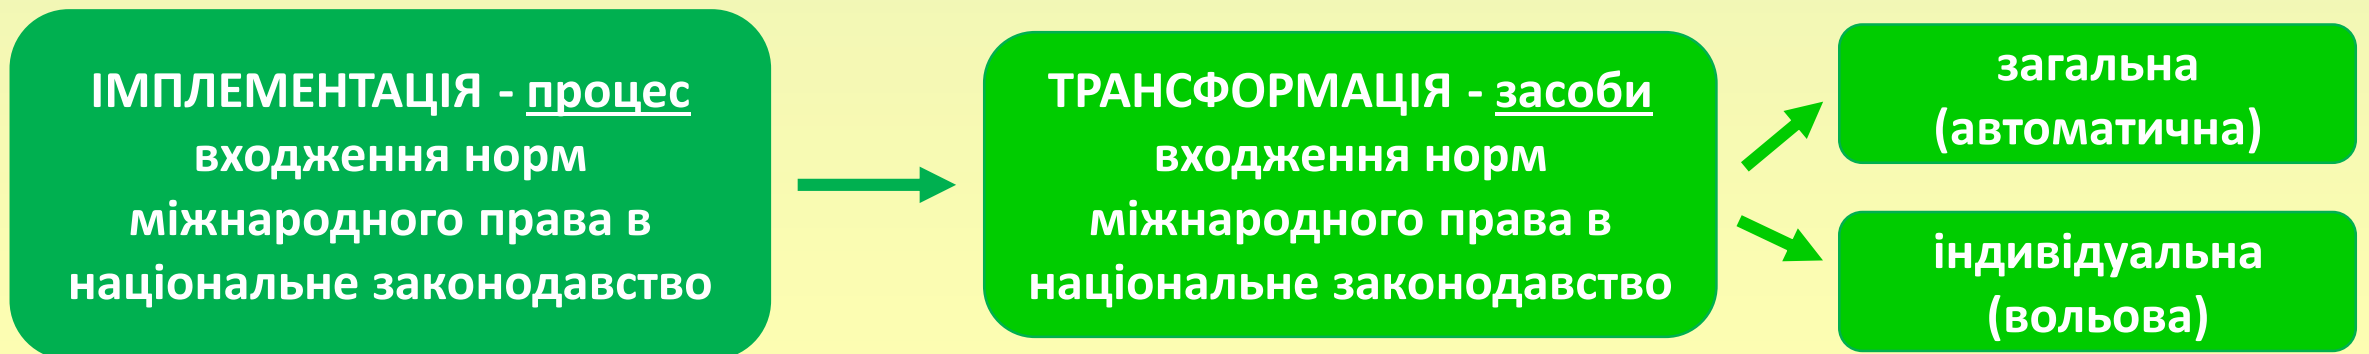 ІМПЛЕМЕНТАЦІЯ - процес
входження норм
міжнародного права в
національне законодавство
ТРАНСФОРМАЦІЯ - засоби
входження норм
міжнародного права в
національне законодавство
загальна
(автоматична)
індивідуальна
(вольова)